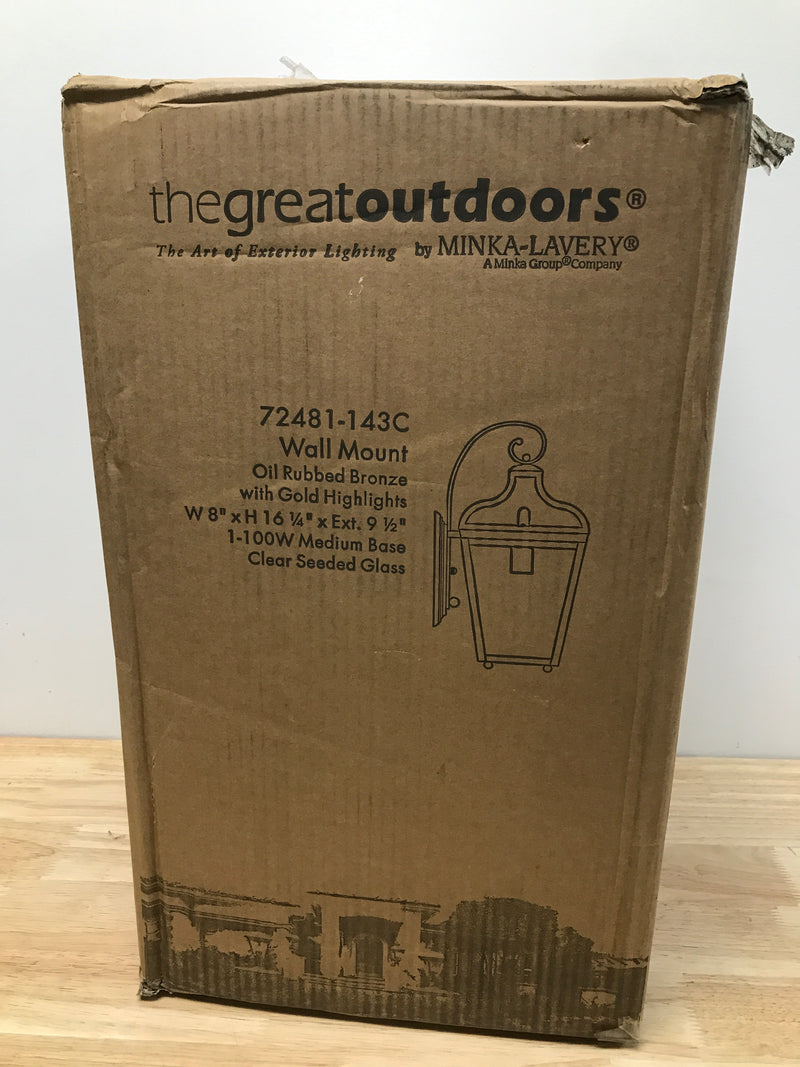 thegreatoutdoors®
The Art of Exterior Lighting by MINKA-LAVERY®
A Minka Group® Company
72481-143C
Wall Mount
Oil Rubbed Bronze
with Gold Highlights
W 8" x H 16 ¼" x Ext. 9 ½"
1-100W Medium Base
Clear Seeded Glass